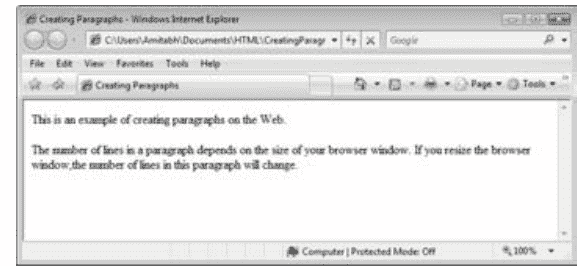 Creating Paragraphs - Windows Internet Explorer
C:\Users\Amitabh\Documents\HTML\CreatingParagr
Google
File Edit View Favorites Tools Help
Creating Paragraphs
Page Tools
This is an example of creating paragraphs on the Web.
The number of lines in a paragraph depends on the size of your browser window. If you resize the browser
window,the number of lines in this paragraph will change.
Computer | Protected Mode: Off
100%